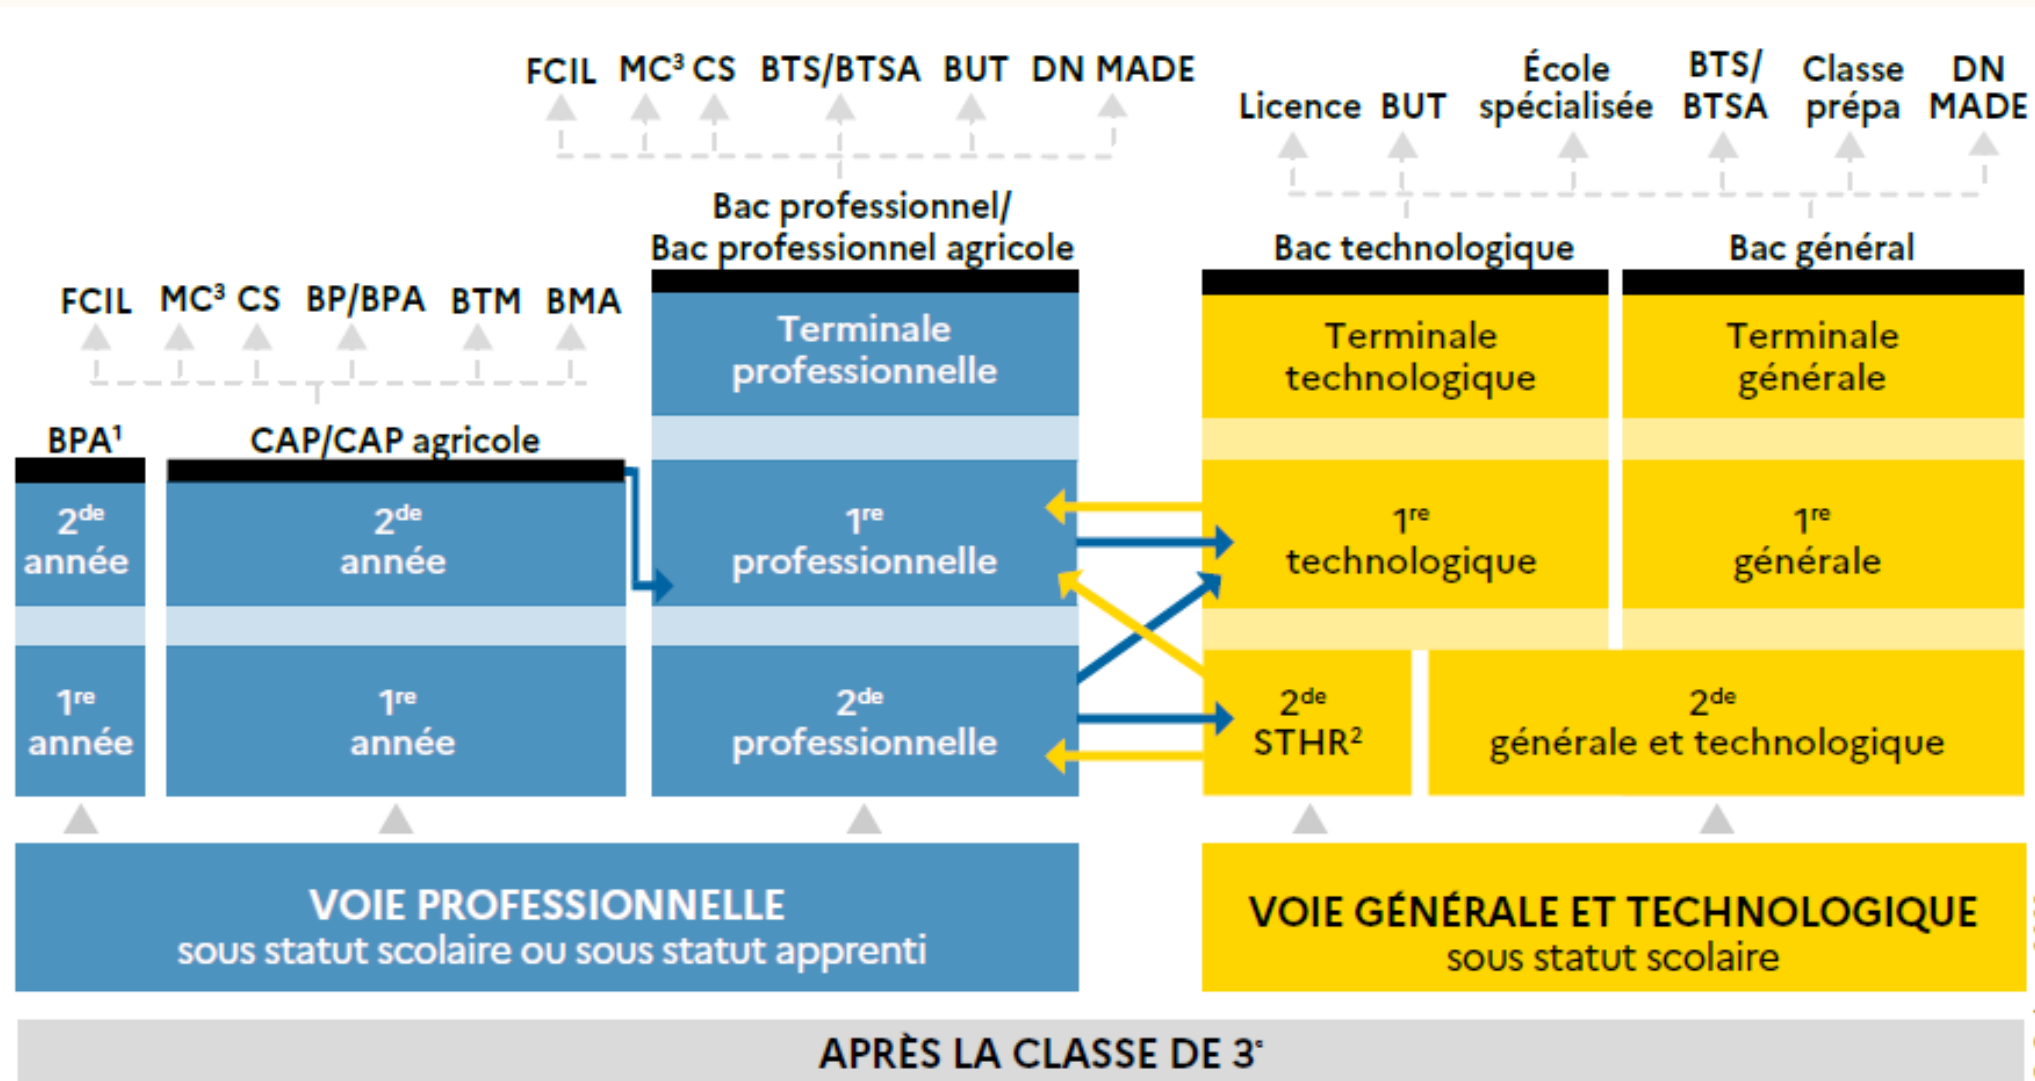 FCIL MC³ CS BTS/BTSA BUT DN MADE
Licence BUT École spécialisée BTS/BTSA Classe prépa DN MADE
Bac professionnel/
Bac professionnel agricole
Bac technologique
Bac général
FCIL MC³ CS BP/BPA BTM BMA
BPA¹
CAP/CAP agricole
Terminale
professionnelle
Terminale
technologique
Terminale
générale
2de
année
2de
année
1re
professionnelle
1re
technologique
1re
générale
1re
année
1re
année
2de
professionnelle
2de
STHR²
2de
générale et technologique
VOIE PROFESSIONNELLE
sous statut scolaire ou sous statut apprenti
VOIE GÉNÉRALE ET TECHNOLOGIQUE
sous statut scolaire
APRÈS LA CLASSE DE 3e